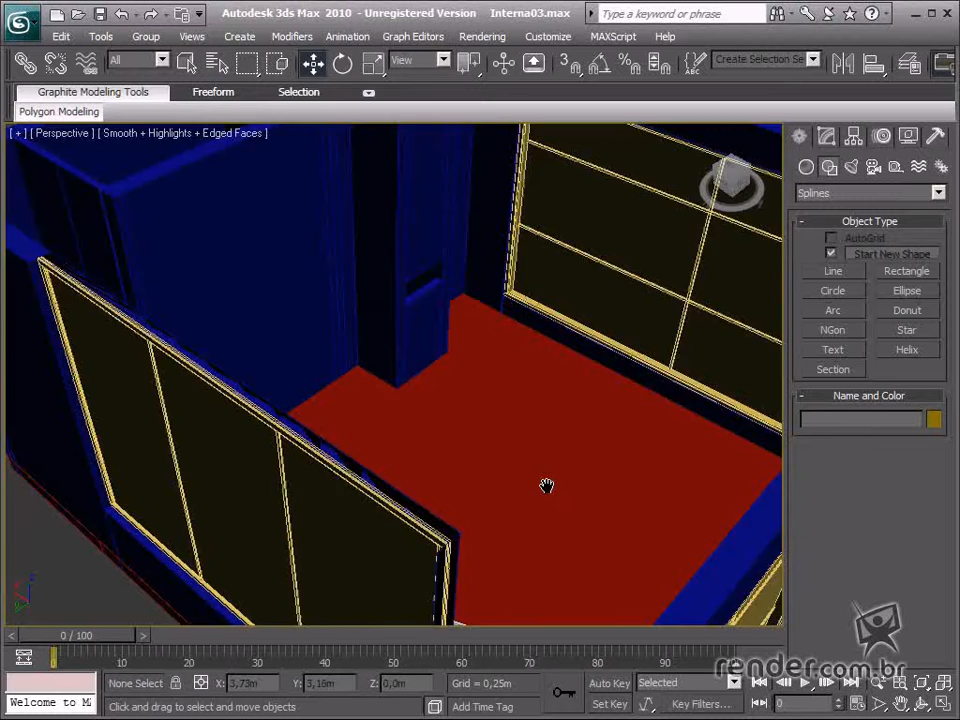 Autodesk 3ds Max 2010 - Unregistered Version Interna03.max
Type a keyword or phrase
Edit Tools Group Views Create Modifiers Animation Graph Editors Rendering Customize MAXScript Help
All View 3 Create Selection Se
Graphite Modeling Tools Freeform Selection
Polygon Modeling
[ + ] [ Perspective ] [ Smooth + Highlights + Edged Faces ]
Splines
- Object Type
AutoGrid
Start New Shape
Line Rectangle
Circle Ellipse
Arc Donut
NGon Star
Text Helix
Section
- Name and Color
< 0 / 100 >
10 20 30 40 50 60 70 80 90
render.com.br
None Select X: 3,73m Y: 3,16m Z: 0,0m Grid = 0,25m Auto Key Selected
Welcome to M Click and drag to select and move objects Add Time Tag Set Key Key Filters... 0